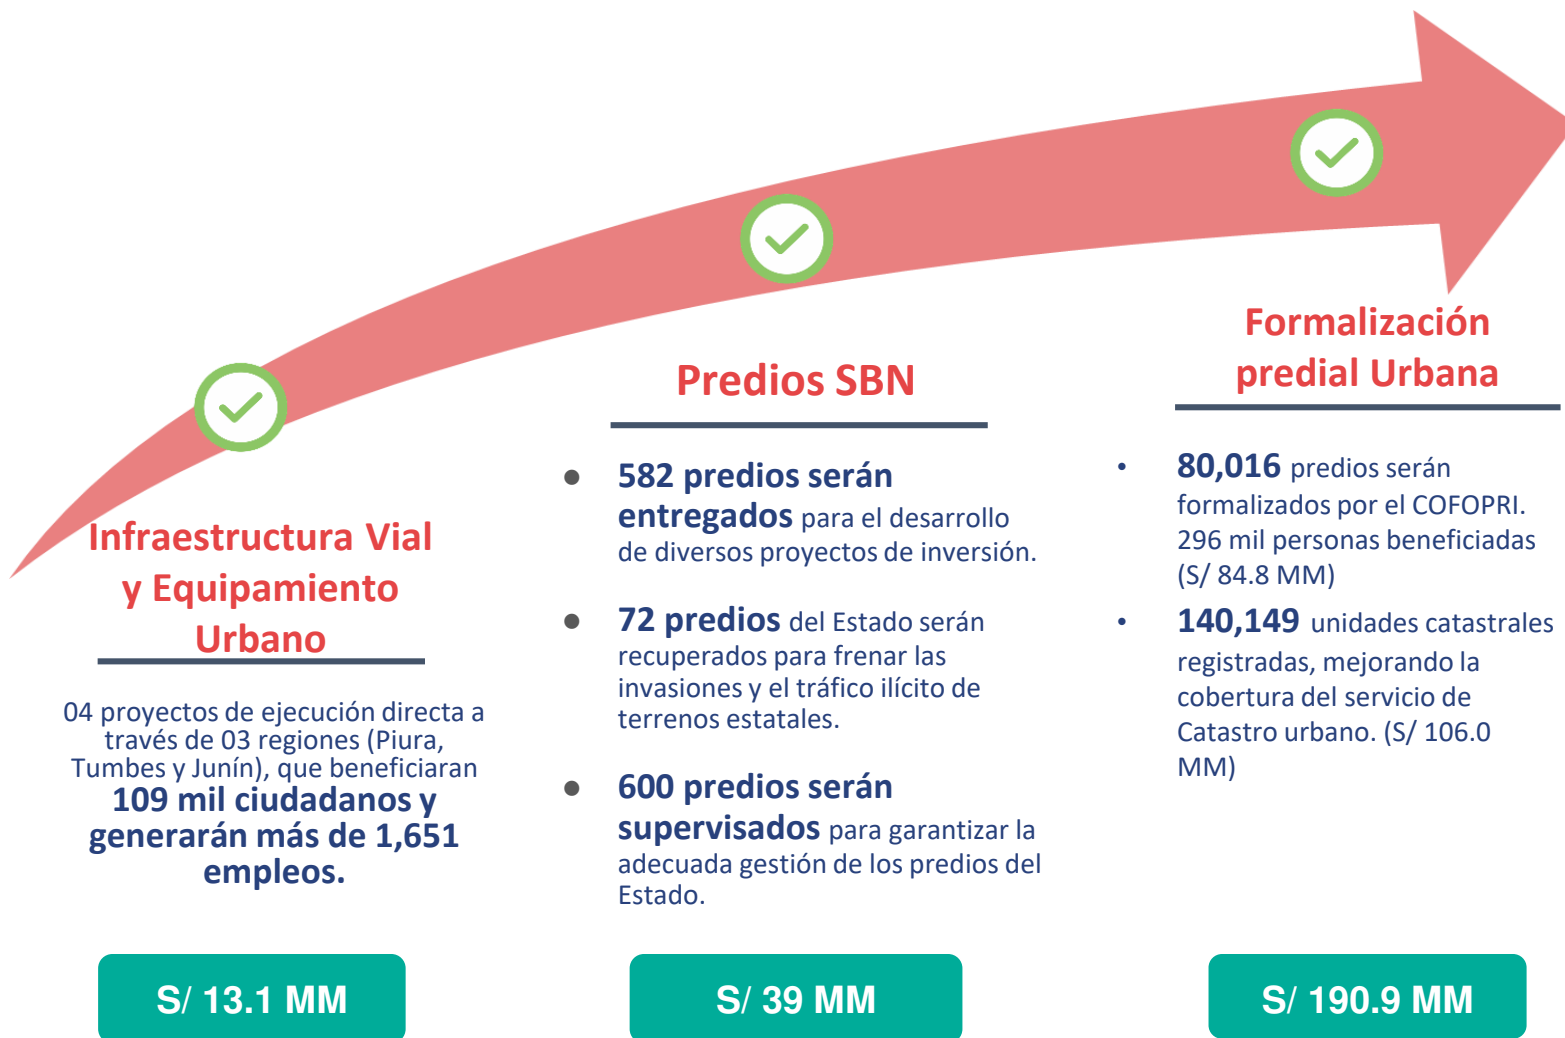 Infraestructura Vial
y Equipamiento
Urbano
04 proyectos de ejecución directa a
través de 03 regiones (Piura,
Tumbes y Junín), que beneficiaran
109 mil ciudadanos y
generarán más de 1,651
empleos.
S/ 13.1 MM
Predios SBN
● 582 predios serán
entregados para el desarrollo
de diversos proyectos de inversión.
● 72 predios del Estado serán
recuperados para frenar las
invasiones y el tráfico ilícito de
terrenos estatales.
● 600 predios serán
supervisados para garantizar la
adecuada gestión de los predios del
Estado.
S/ 39 MM
Formalización
predial Urbana
• 80,016 predios serán
formalizados por el COFOPRI.
296 mil personas beneficiadas
(S/ 84.8 MM)
• 140,149 unidades catastrales
registradas, mejorando la
cobertura del servicio de
Catastro urbano. (S/ 106.0
MM)
S/ 190.9 MM